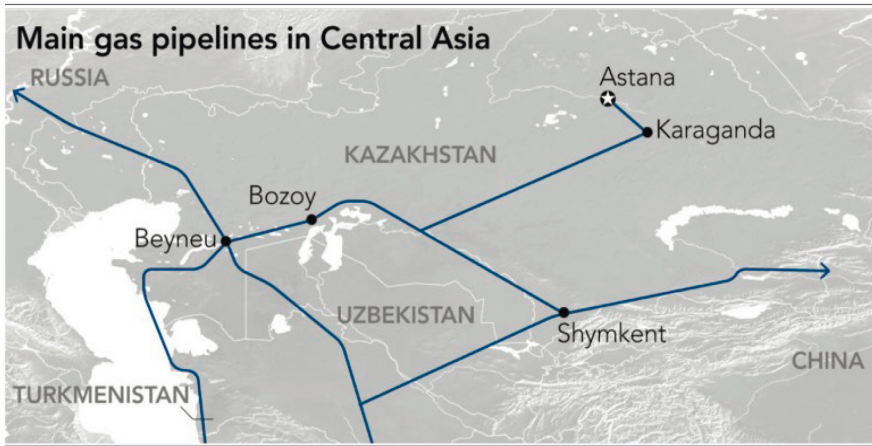 Main gas pipelines in Central Asia
RUSSIA
Astana
Karaganda
KAZAKHSTAN
Bozoy
Beyneu
UZBEKISTAN
Shymkent
CHINA
TURKMENISTAN